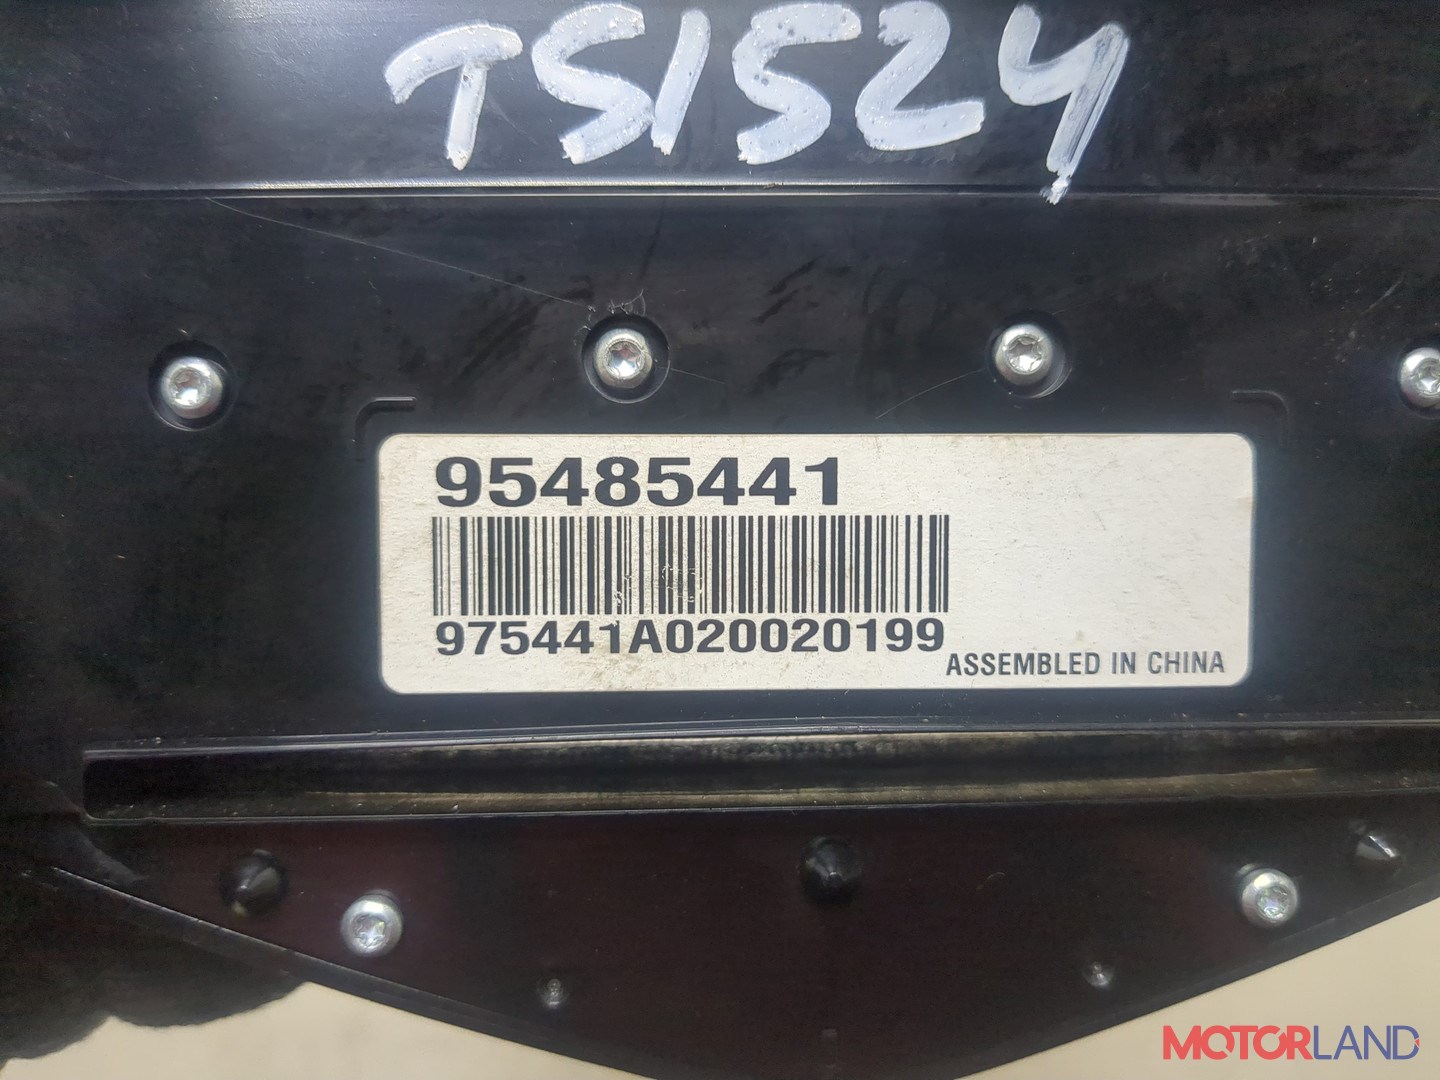 TS1524
95485441
975441A020020199
ASSEMBLED IN CHINA
MOTORLAND